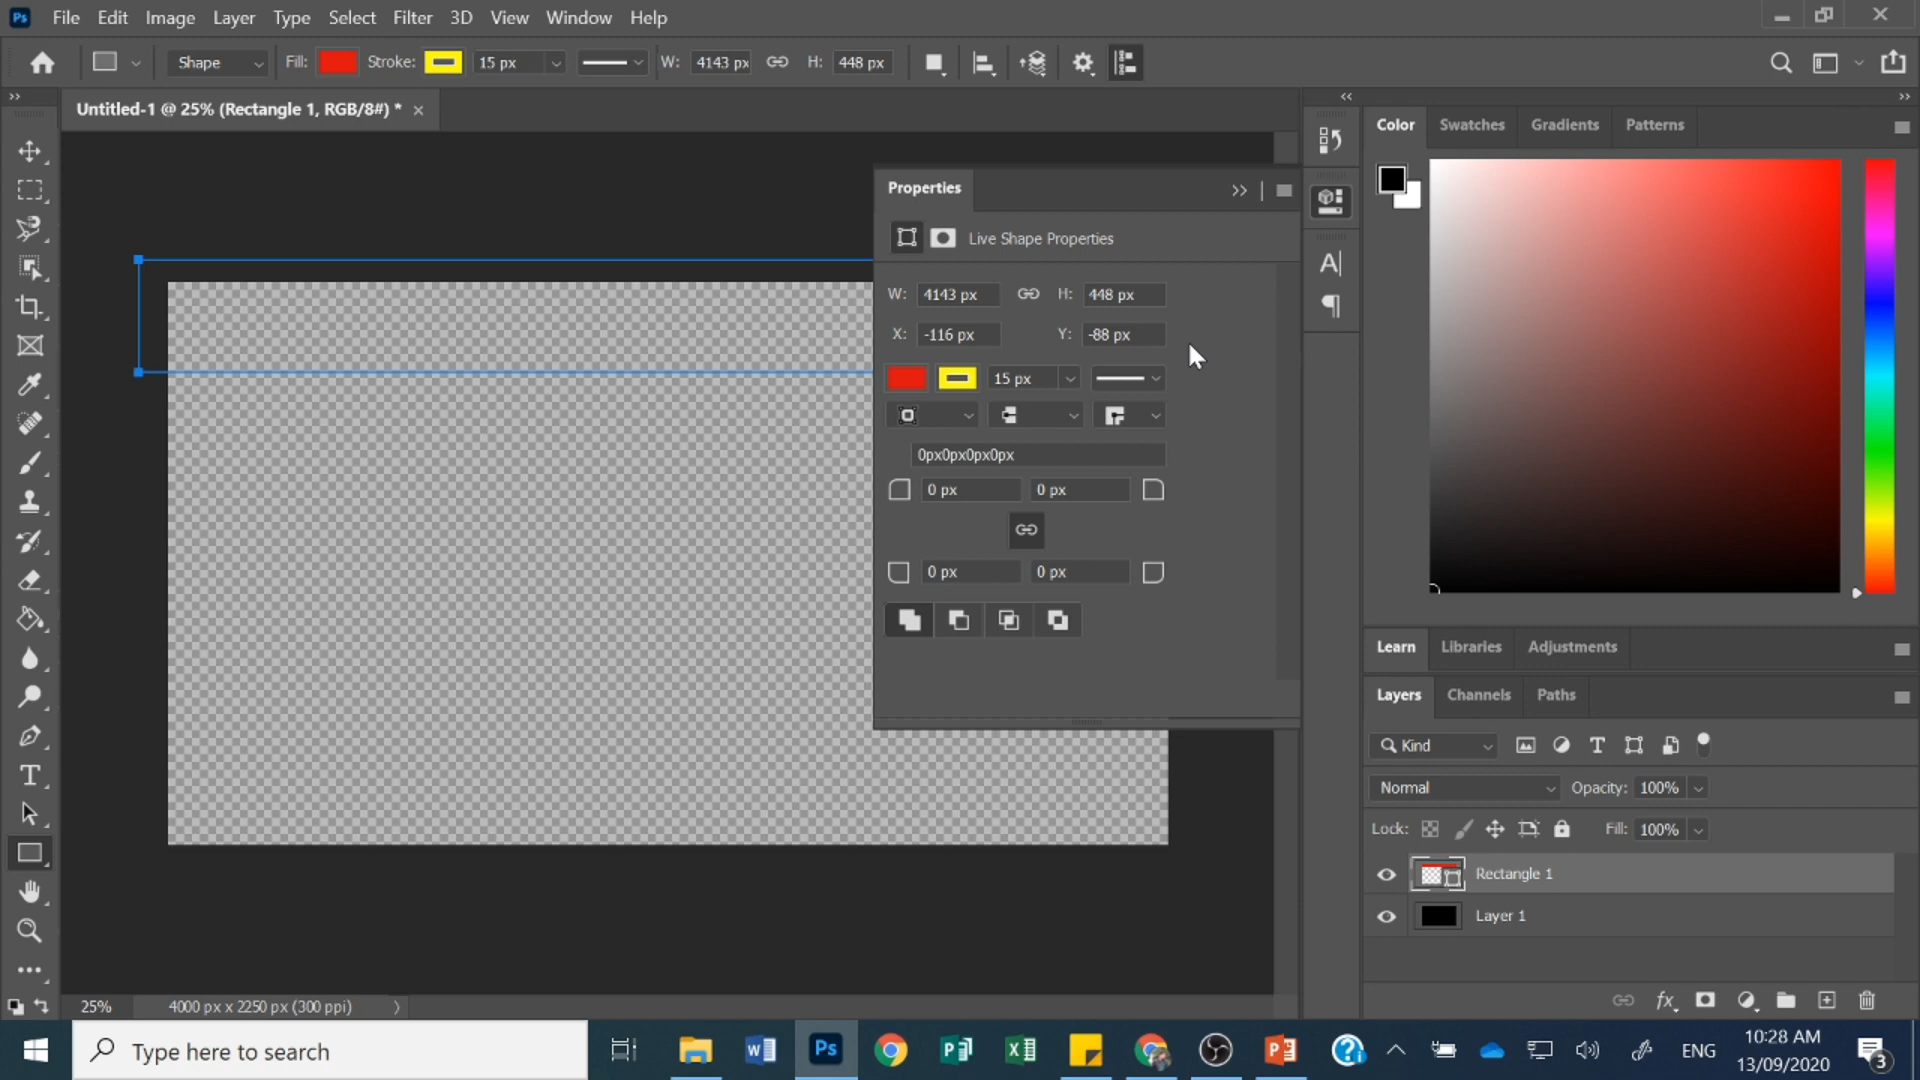 Ps File Edit Image Layer Type Select Filter 3D View Window Help
Shape Fill: Stroke: 15 px W: 4143 px H: 448 px
Untitled-1 @ 25% (Rectangle 1, RGB/8#) * ×
Properties
Live Shape Properties
W: 4143 px H: 448 px
X: -116 px Y: -88 px
15 px
0px0px0px0px
0 px 0 px
0 px 0 px
Color Swatches Gradients Patterns
Learn Libraries Adjustments
Layers Channels Paths
Kind
Normal Opacity: 100%
Lock: Fill: 100%
Rectangle 1
Layer 1
fx
25% 4000 px x 2250 px (300 ppi)
Type here to search
Ps
ENG
10:28 AM
13/09/2020
3